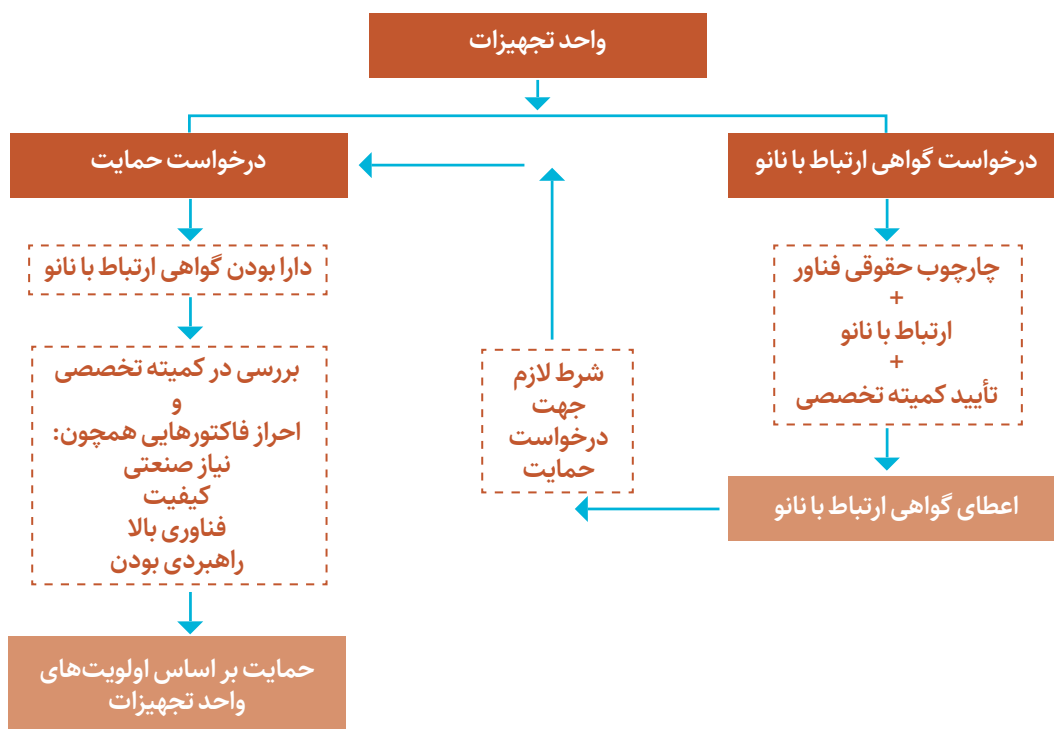 واحد تجهیزات
درخواست گواهی ارتباط با نانو
چارچوب حقوقی فناور
+
ارتباط با نانو
+
تأیید کمیته تخصصی
اعطای گواهی ارتباط با نانو
شرط لازم
جهت
درخواست
حمایت
درخواست حمایت
دارا بودن گواهی ارتباط با نانو
بررسی در کمیته تخصصی
و
احراز فاکتورهایی همچون:
نیاز صنعتی
کیفیت
فناوری بالا
راهبردی بودن
حمایت بر اساس اولویت‌های
واحد تجهیزات